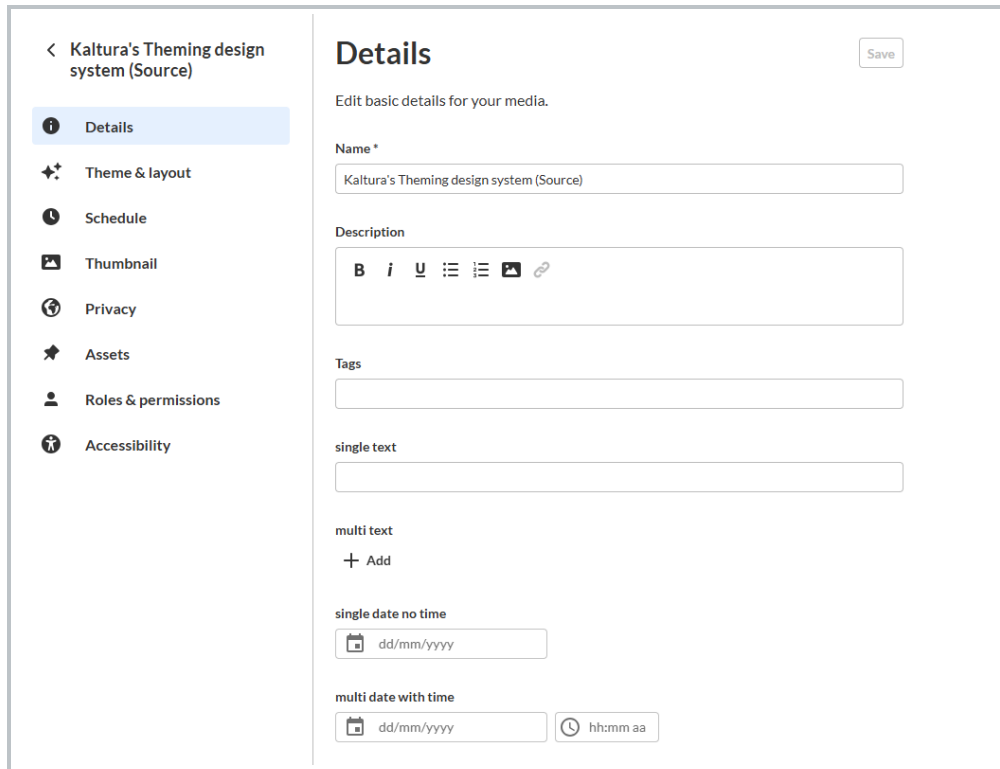 Kaltura's Theming design
system (Source)
Details
Theme & layout
Schedule
Thumbnail
Privacy
Assets
Roles & permissions
Accessibility
Details
Save
Edit basic details for your media.
Name *
Kaltura's Theming design system (Source)
Description
B i U
Tags
single text
multi text
Add
single date no time
dd/mm/yyyy
multi date with time
dd/mm/yyyy hh:mm aa